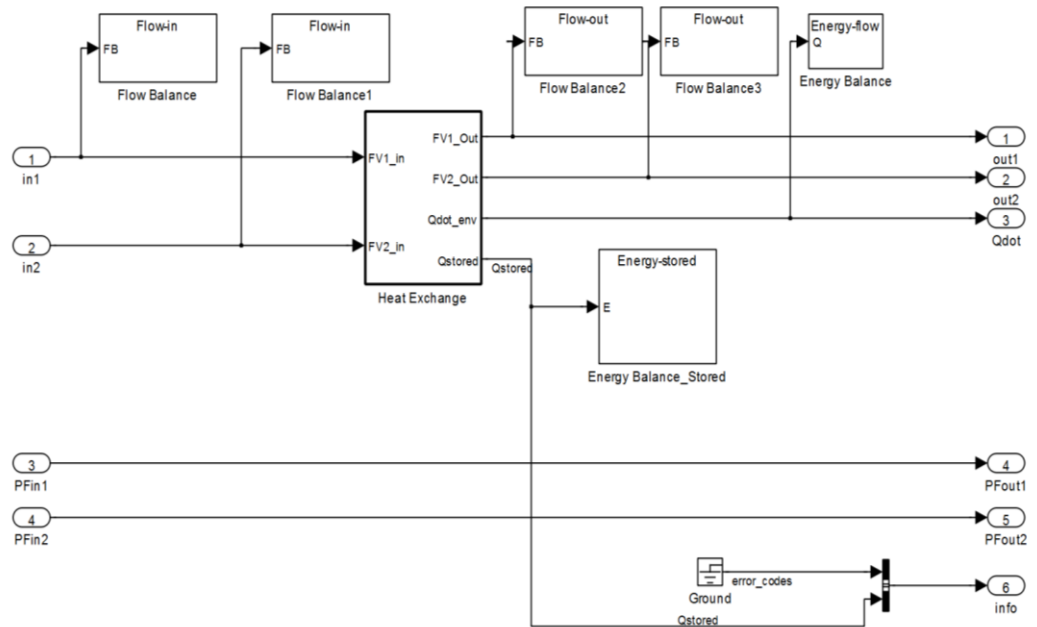 Flow-in
FB
Flow Balance
Flow-in
FB
Flow Balance1
Flow-out
FB
Flow Balance2
Flow-out
FB
Flow Balance3
Energy-flow
Q
Energy Balance
1
in1
2
in2
FV1_in
FV2_in
FV1_Out
FV2_Out
Qdot_env
Qstored
Heat Exchange
Qstored
1
out1
2
out2
3
Qdot
Energy-stored
E
Energy Balance_Stored
3
PFin1
4
PFin2
4
PFout1
5
PFout2
Ground
error_codes
Qstored
6
info